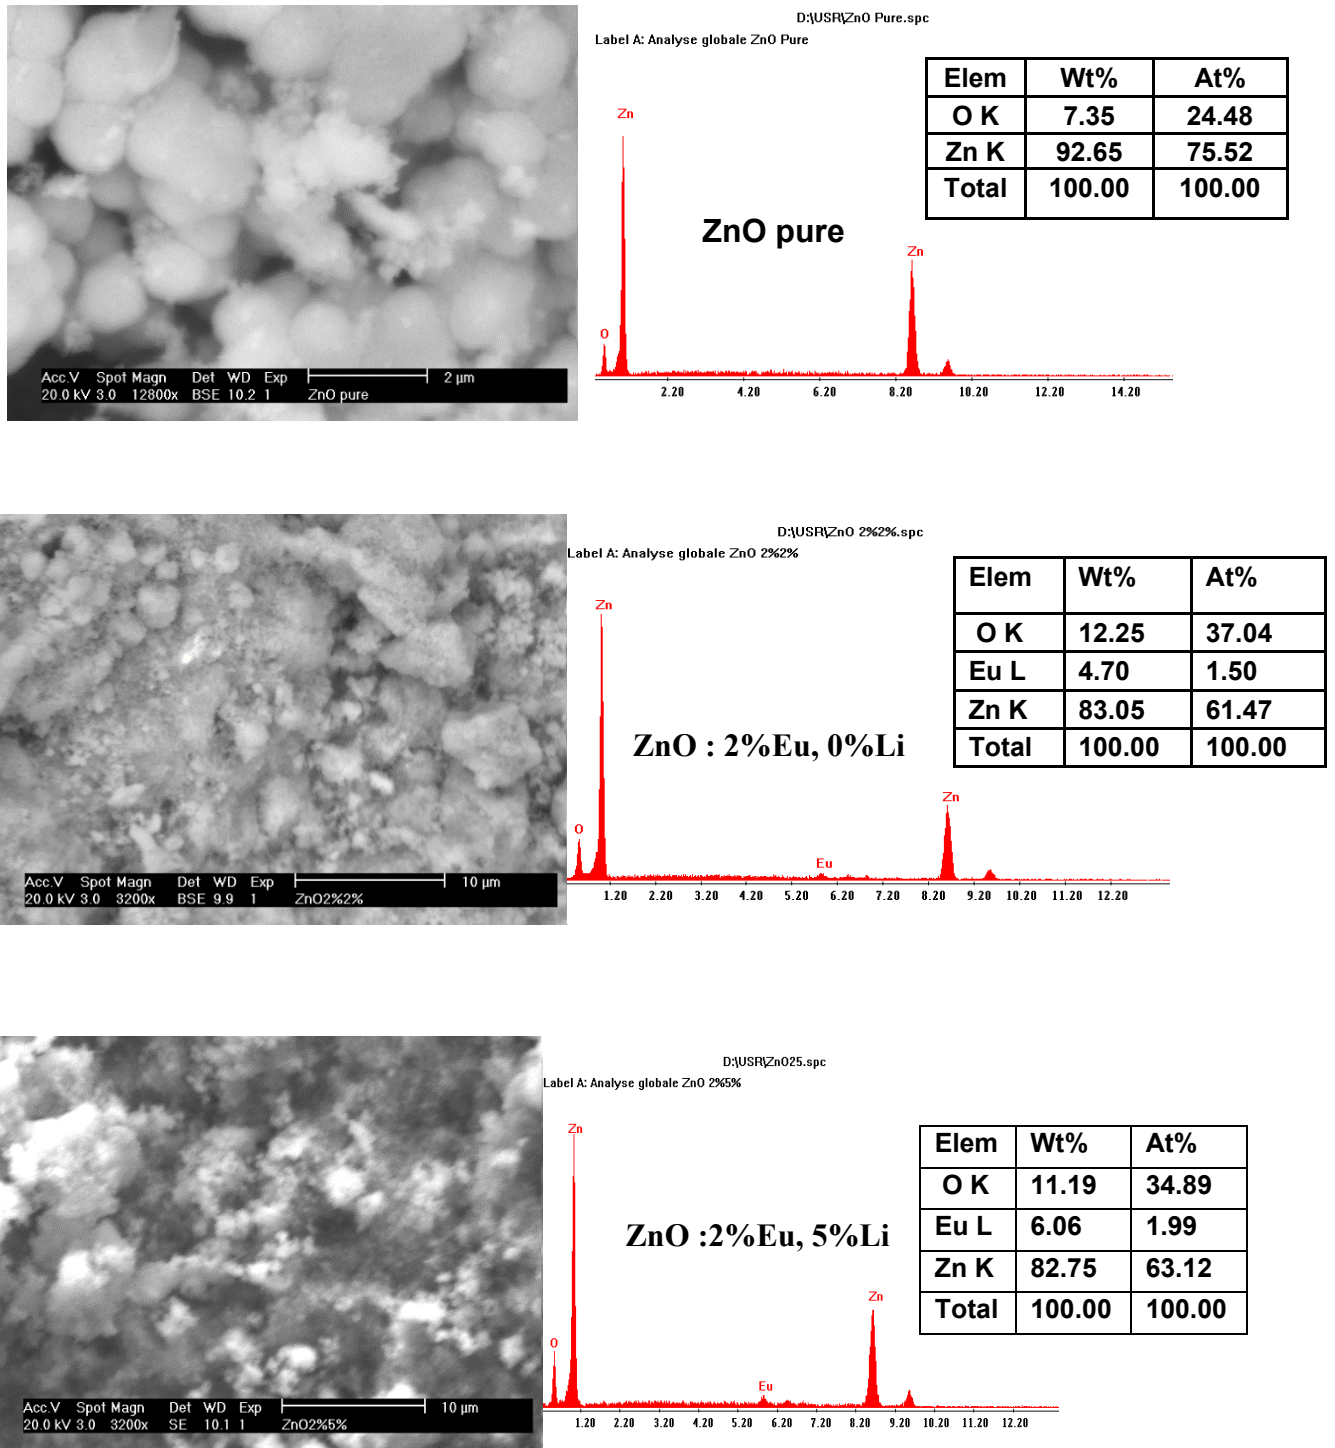 D:\USR\ZnO Pure.spc
Label A: Analyse globale ZnO Pure
Elem Wt% At%
O K 7.35 24.48
Zn K 92.65 75.52
Total 100.00 100.00
Zn
ZnO pure
Zn
O
2.20 4.20 6.20 8.20 10.20 12.20 14.20
Acc.V Spot Magn Det WD Exp 2 µm
20.0 kV 3.0 12800x BSE 10.2 1 ZnO pure
D:\USR\ZnO 2%2%.spc
Label A: Analyse globale ZnO 2%2%
Elem Wt% At%
O K 12.25 37.04
Eu L 4.70 1.50
Zn K 83.05 61.47
Total 100.00 100.00
Zn
ZnO : 2%Eu, 0%Li
Zn
O
Eu
1.20 2.20 3.20 4.20 5.20 6.20 7.20 8.20 9.20 10.20 11.20 12.20
Acc.V Spot Magn Det WD Exp 10 µm
20.0 kV 3.0 3200x BSE 9.9 1 ZnO2%2%
D:\USR\ZnO25.spc
Label A: Analyse globale ZnO 2%5%
Elem Wt% At%
O K 11.19 34.89
Eu L 6.06 1.99
Zn K 82.75 63.12
Total 100.00 100.00
Zn
ZnO :2%Eu, 5%Li
Zn
O
Eu
1.20 2.20 3.20 4.20 5.20 6.20 7.20 8.20 9.20 10.20 11.20 12.20
Acc.V Spot Magn Det WD Exp 10 µm
20.0 kV 3.0 3200x SE 10.1 1 ZnO2%5%